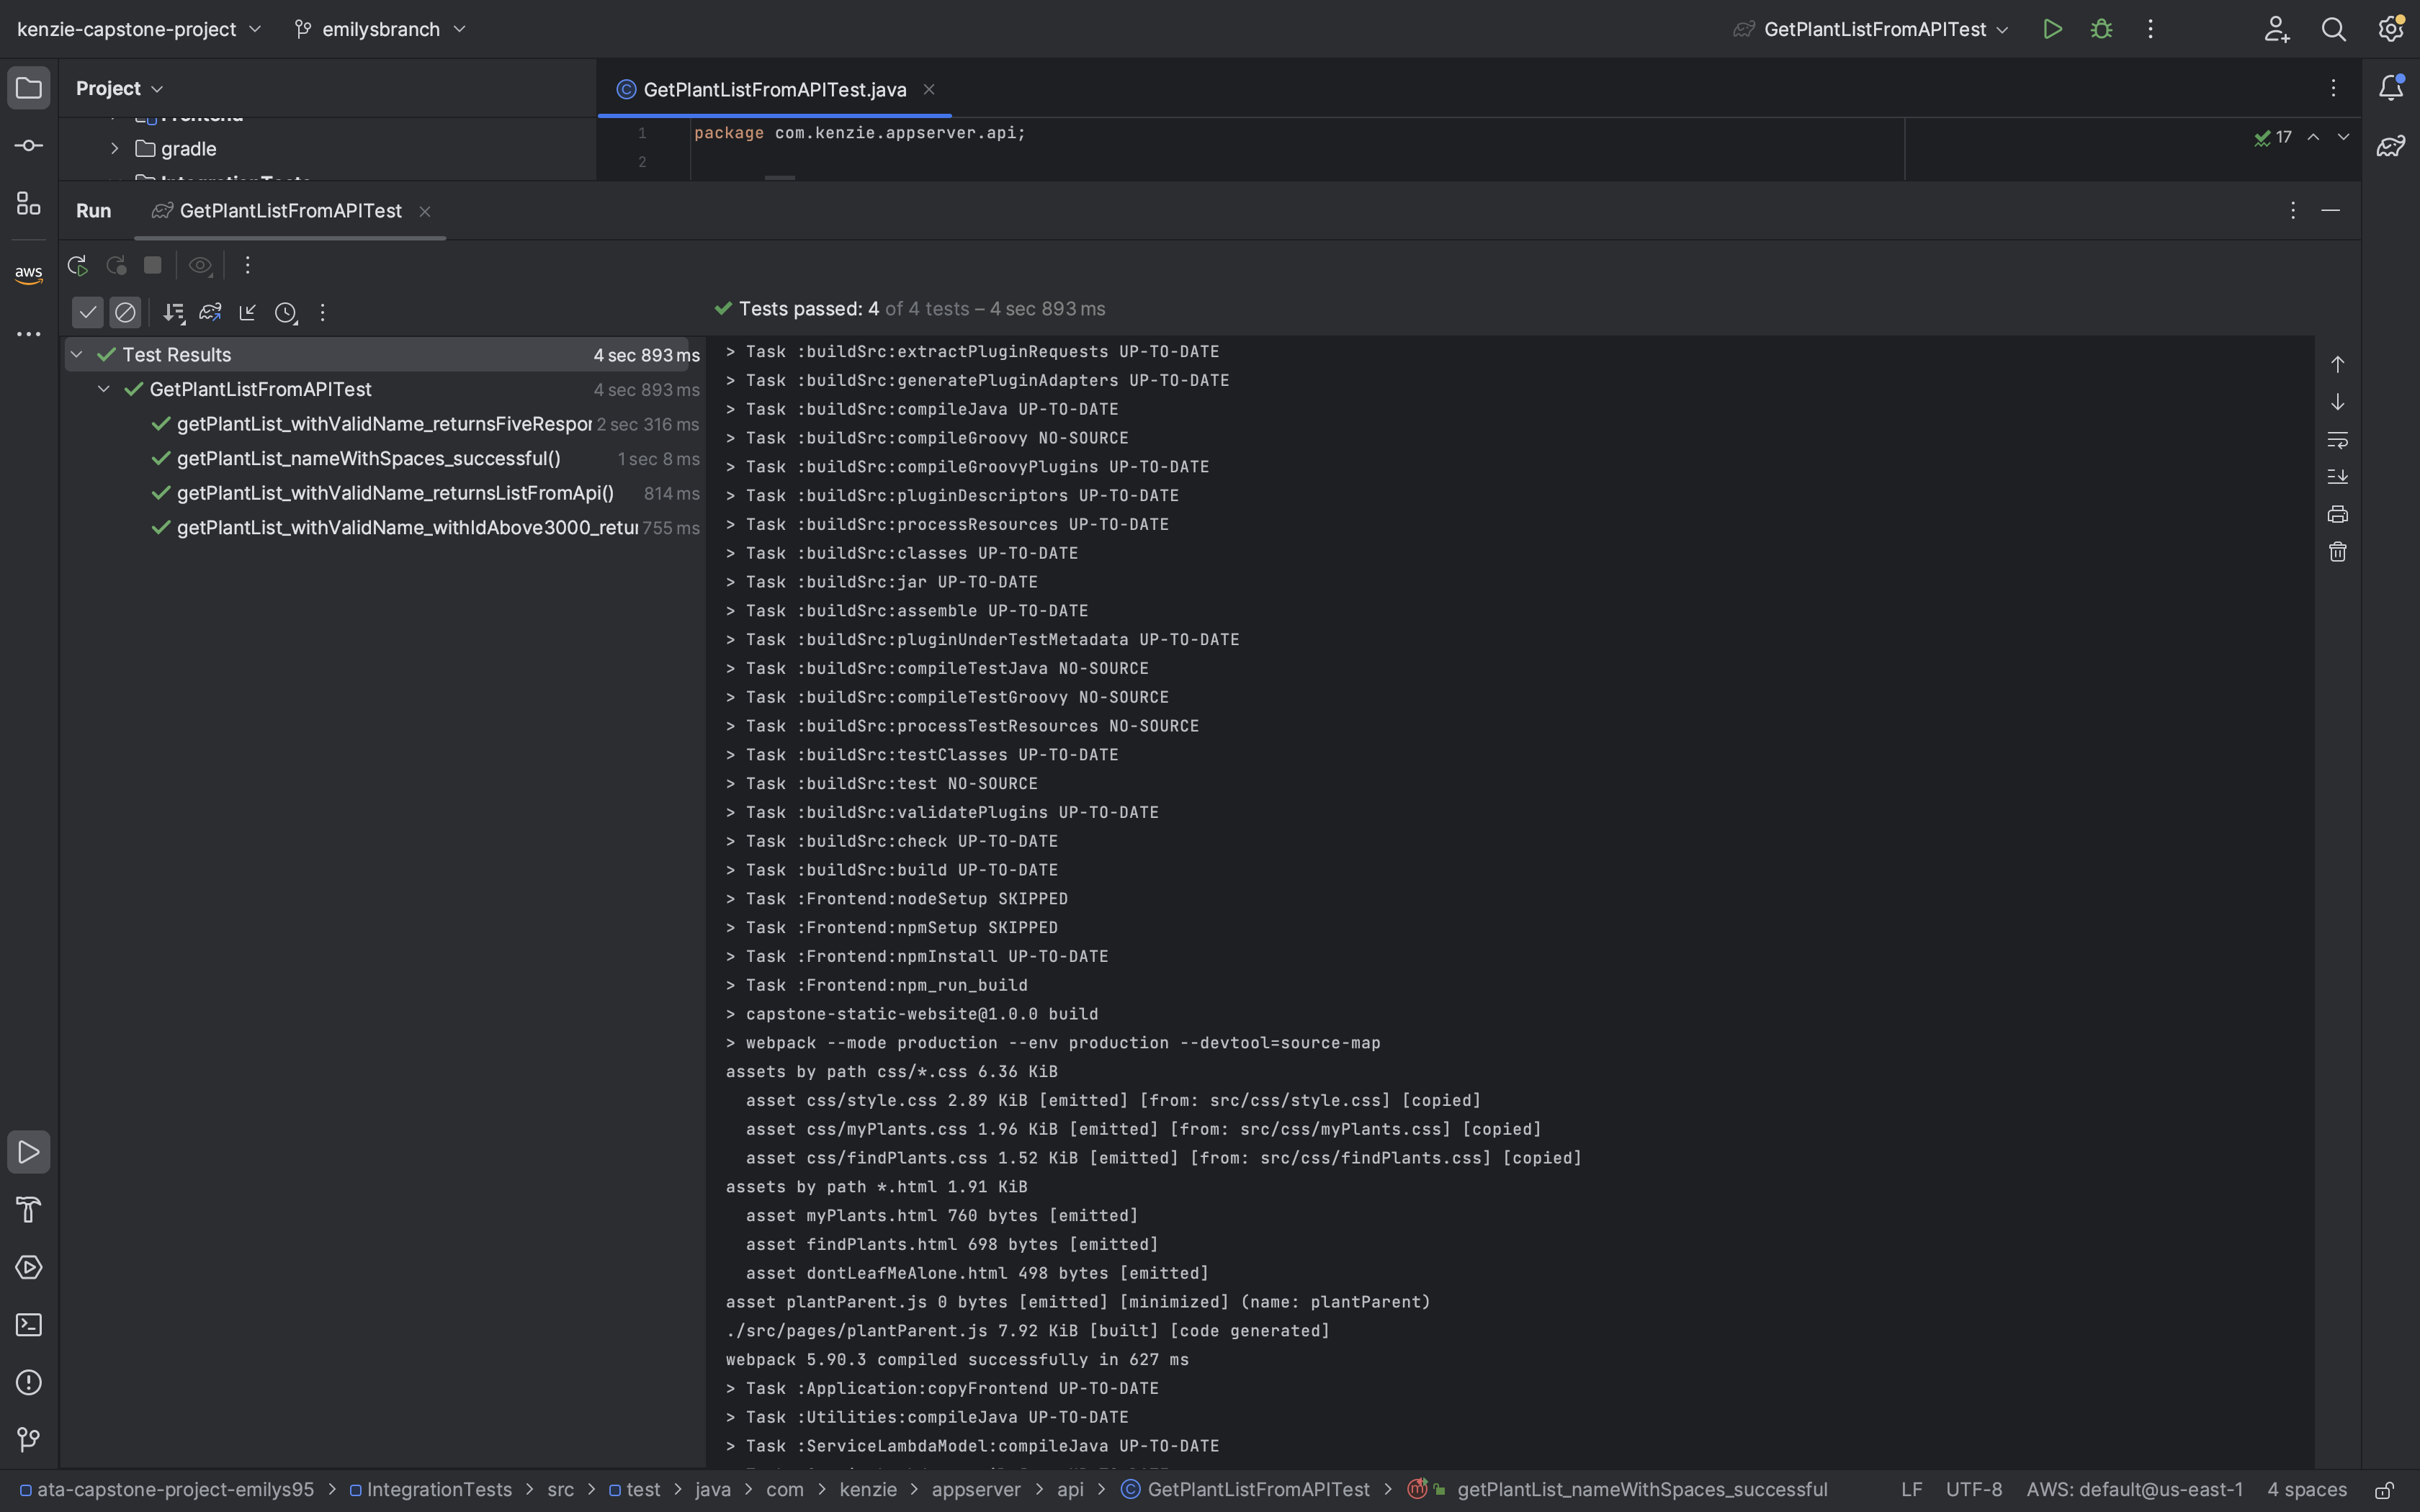 kenzie-capstone-project emilysbranch GetPlantListFromAPITest
Project
GetPlantListFromAPITest.java
Frontend
gradle
IntegrationTests
1 package com.kenzie.appserver.api;
2
17
Run GetPlantListFromAPITest
aws
Tests passed: 4 of 4 tests – 4 sec 893 ms
Test Results 4 sec 893 ms
GetPlantListFromAPITest 4 sec 893 ms
getPlantList_withValidName_returnsFiveRespor 2 sec 316 ms
getPlantList_nameWithSpaces_successful() 1 sec 8 ms
getPlantList_withValidName_returnsListFromApi() 814 ms
getPlantList_withValidName_withIdAbove3000_retur 755 ms
> Task :buildSrc:extractPluginRequests UP-TO-DATE
> Task :buildSrc:generatePluginAdapters UP-TO-DATE
> Task :buildSrc:compileJava UP-TO-DATE
> Task :buildSrc:compileGroovy NO-SOURCE
> Task :buildSrc:compileGroovyPlugins UP-TO-DATE
> Task :buildSrc:pluginDescriptors UP-TO-DATE
> Task :buildSrc:processResources UP-TO-DATE
> Task :buildSrc:classes UP-TO-DATE
> Task :buildSrc:jar UP-TO-DATE
> Task :buildSrc:assemble UP-TO-DATE
> Task :buildSrc:pluginUnderTestMetadata UP-TO-DATE
> Task :buildSrc:compileTestJava NO-SOURCE
> Task :buildSrc:compileTestGroovy NO-SOURCE
> Task :buildSrc:processTestResources NO-SOURCE
> Task :buildSrc:testClasses UP-TO-DATE
> Task :buildSrc:test NO-SOURCE
> Task :buildSrc:validatePlugins UP-TO-DATE
> Task :buildSrc:check UP-TO-DATE
> Task :buildSrc:build UP-TO-DATE
> Task :Frontend:nodeSetup SKIPPED
> Task :Frontend:npmSetup SKIPPED
> Task :Frontend:npmInstall UP-TO-DATE
> Task :Frontend:npm_run_build
> capstone-static-website@1.0.0 build
> webpack --mode production --env production --devtool=source-map
assets by path css/*.css 6.36 KiB
asset css/style.css 2.89 KiB [emitted] [from: src/css/style.css] [copied]
asset css/myPlants.css 1.96 KiB [emitted] [from: src/css/myPlants.css] [copied]
asset css/findPlants.css 1.52 KiB [emitted] [from: src/css/findPlants.css] [copied]
assets by path *.html 1.91 KiB
asset myPlants.html 760 bytes [emitted]
asset findPlants.html 698 bytes [emitted]
asset dontLeafMeAlone.html 498 bytes [emitted]
asset plantParent.js 0 bytes [emitted] [minimized] (name: plantParent)
./src/pages/plantParent.js 7.92 KiB [built] [code generated]
webpack 5.90.3 compiled successfully in 627 ms
> Task :Application:copyFrontend UP-TO-DATE
> Task :Utilities:compileJava UP-TO-DATE
> Task :ServiceLambdaModel:compileJava UP-TO-DATE
ata-capstone-project-emilys95 > IntegrationTests > src > test > java > com > kenzie > appserver > api > GetPlantListFromAPITest > getPlantList_nameWithSpaces_successful LF UTF-8 AWS: default@us-east-1 4 spaces